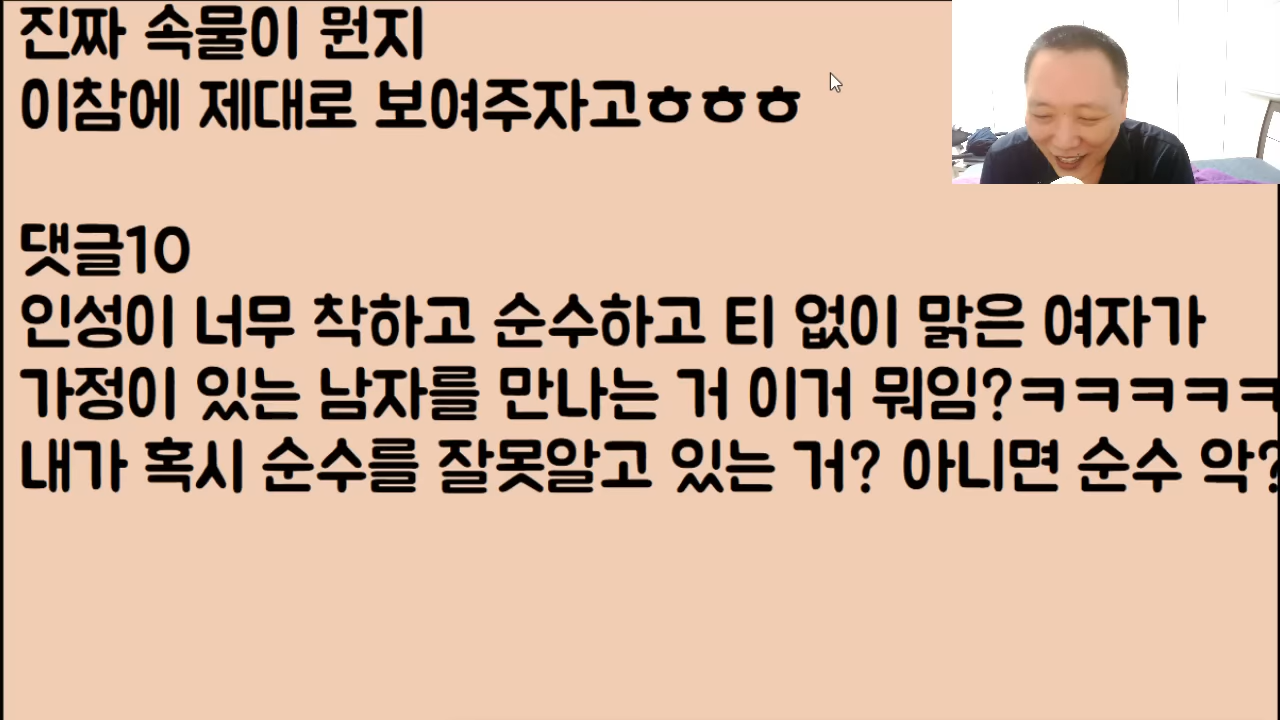 진짜 속물이 뭔지
이참에 제대로 보여주자고ㅎㅎㅎ
댓글10
인성이 너무 착하고 순수하고 티 없이 맑은 여자가
가정이 있는 남자를 만나는 거 이거 뭐임?ㅋㅋㅋㅋㅋ
내가 혹시 순수를 잘못알고 있는 거? 아니면 순수 악?